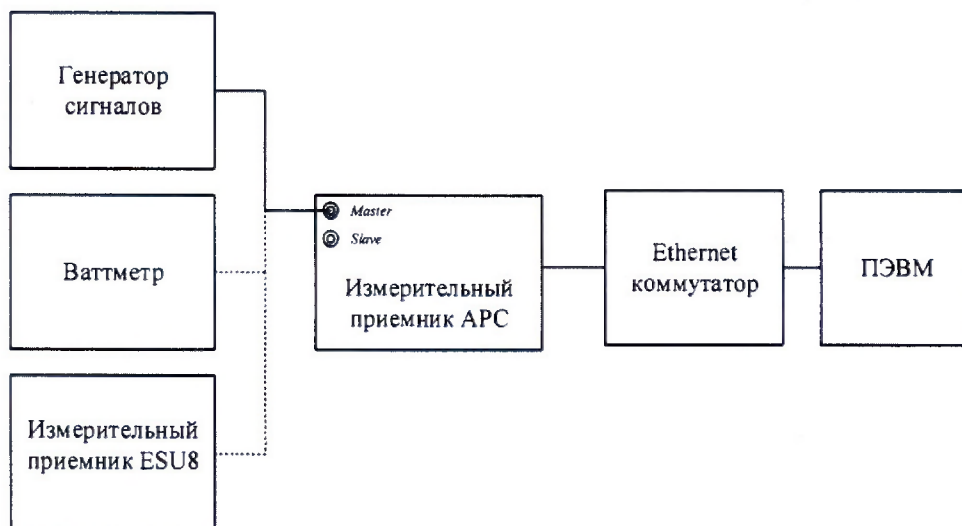 Генератор
сигналов
Ваттметр
Измерительный
приемник ESU8
Master
Slave
Измерительный
приемник АРС
Ethernet
коммутатор
ПЭВМ